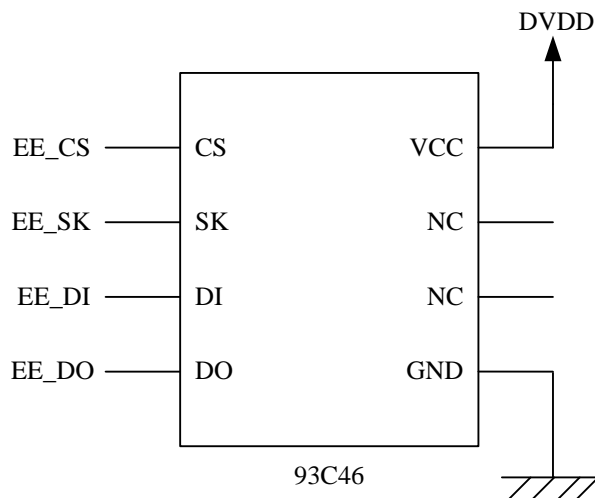 DVDD
EE_CS CS VCC
EE_SK SK NC
EE_DI DI NC
EE_DO DO GND
93C46